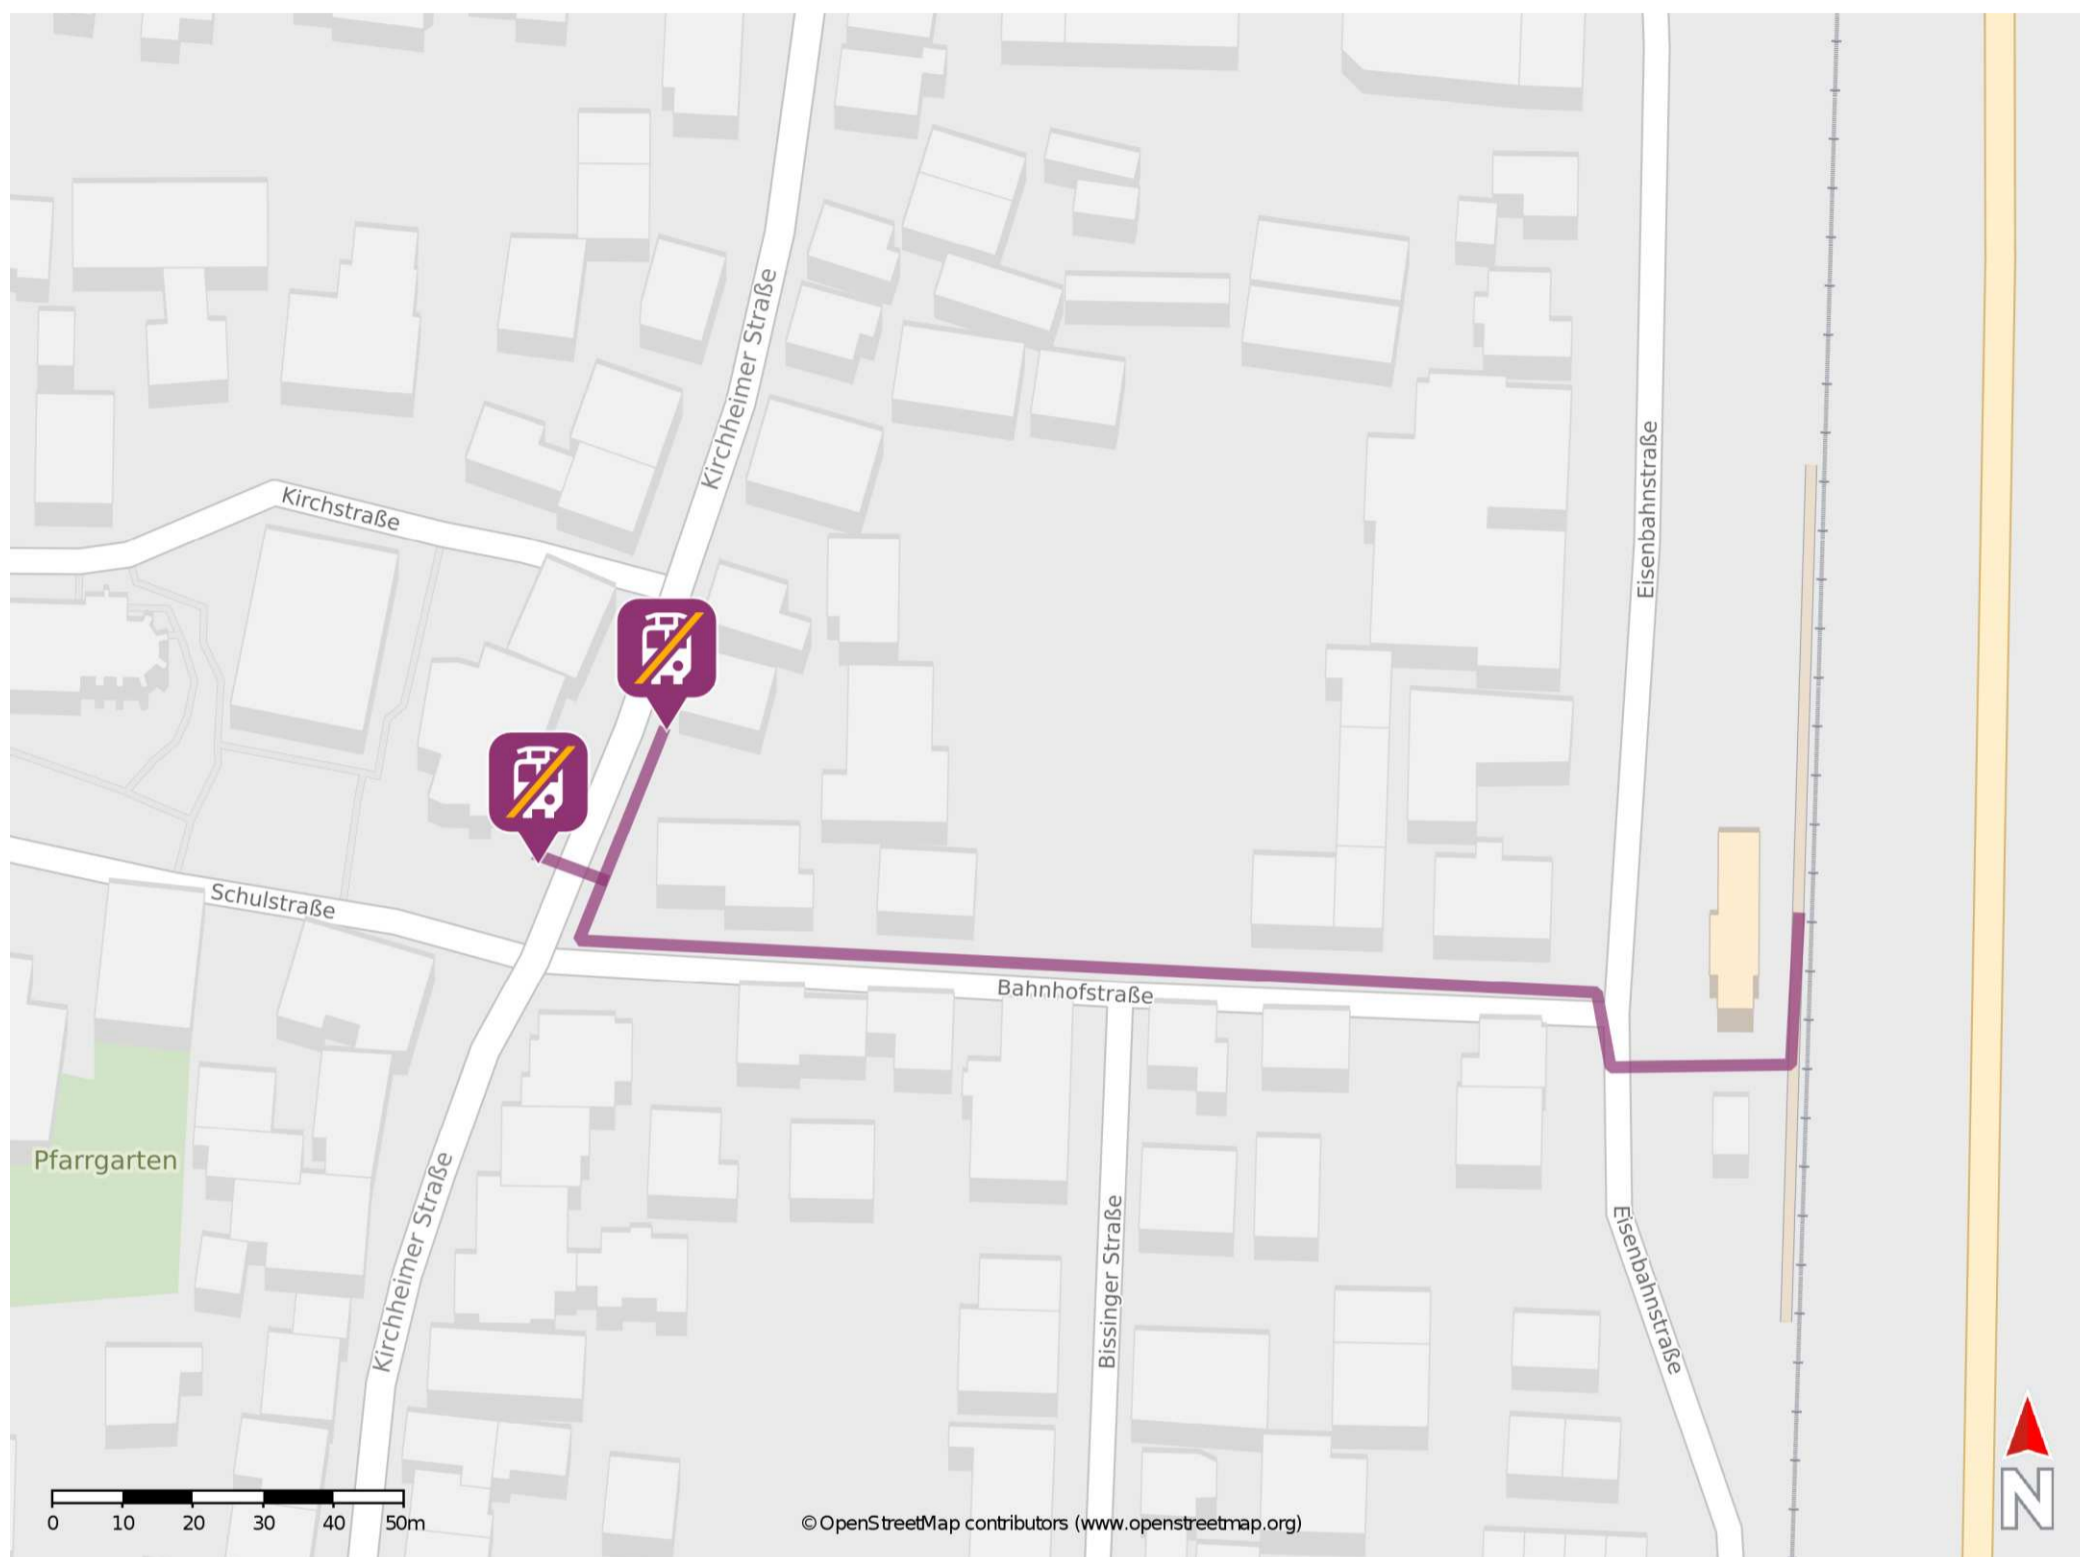 Kirchheimer Straße
Eisenbahnstraße
Kirchstraße
Schulstraße
Bahnhofstraße
Pfarrgarten
Kirchheimer Straße
Bissinger Straße
Eisenbahnstraße
0 10 20 30 40 50m
© OpenStreetMap contributors (www.openstreetmap.org)
N